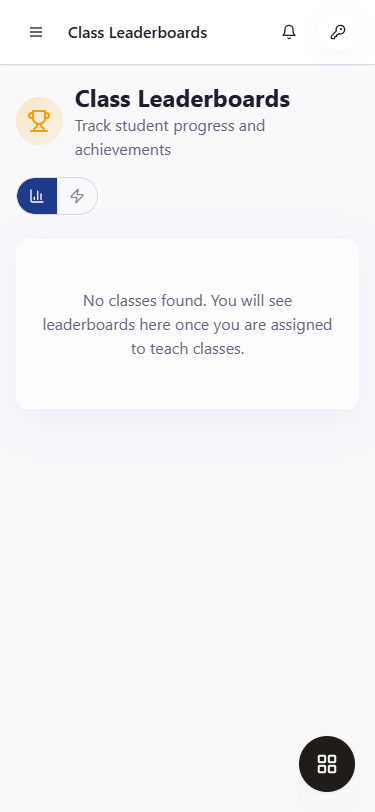 Class Leaderboards
Class Leaderboards
Track student progress and
achievements
No classes found. You will see
leaderboards here once you are assigned
to teach classes.